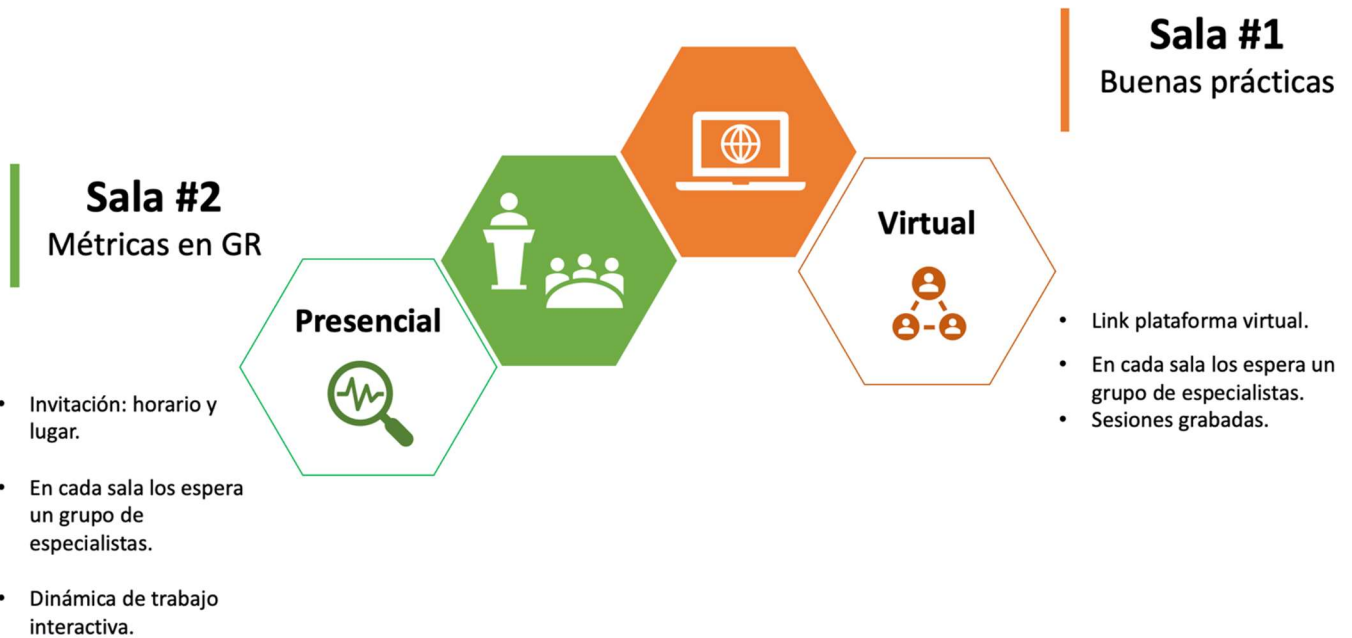 Sala #1
Buenas prácticas
Sala #2
Métricas en GR
Presencial
Virtual
• Invitación: horario y
lugar.
• En cada sala los espera
un grupo de
especialistas.
• Dinámica de trabajo
interactiva.
• Link plataforma virtual.
• En cada sala los espera un
grupo de especialistas.
• Sesiones grabadas.